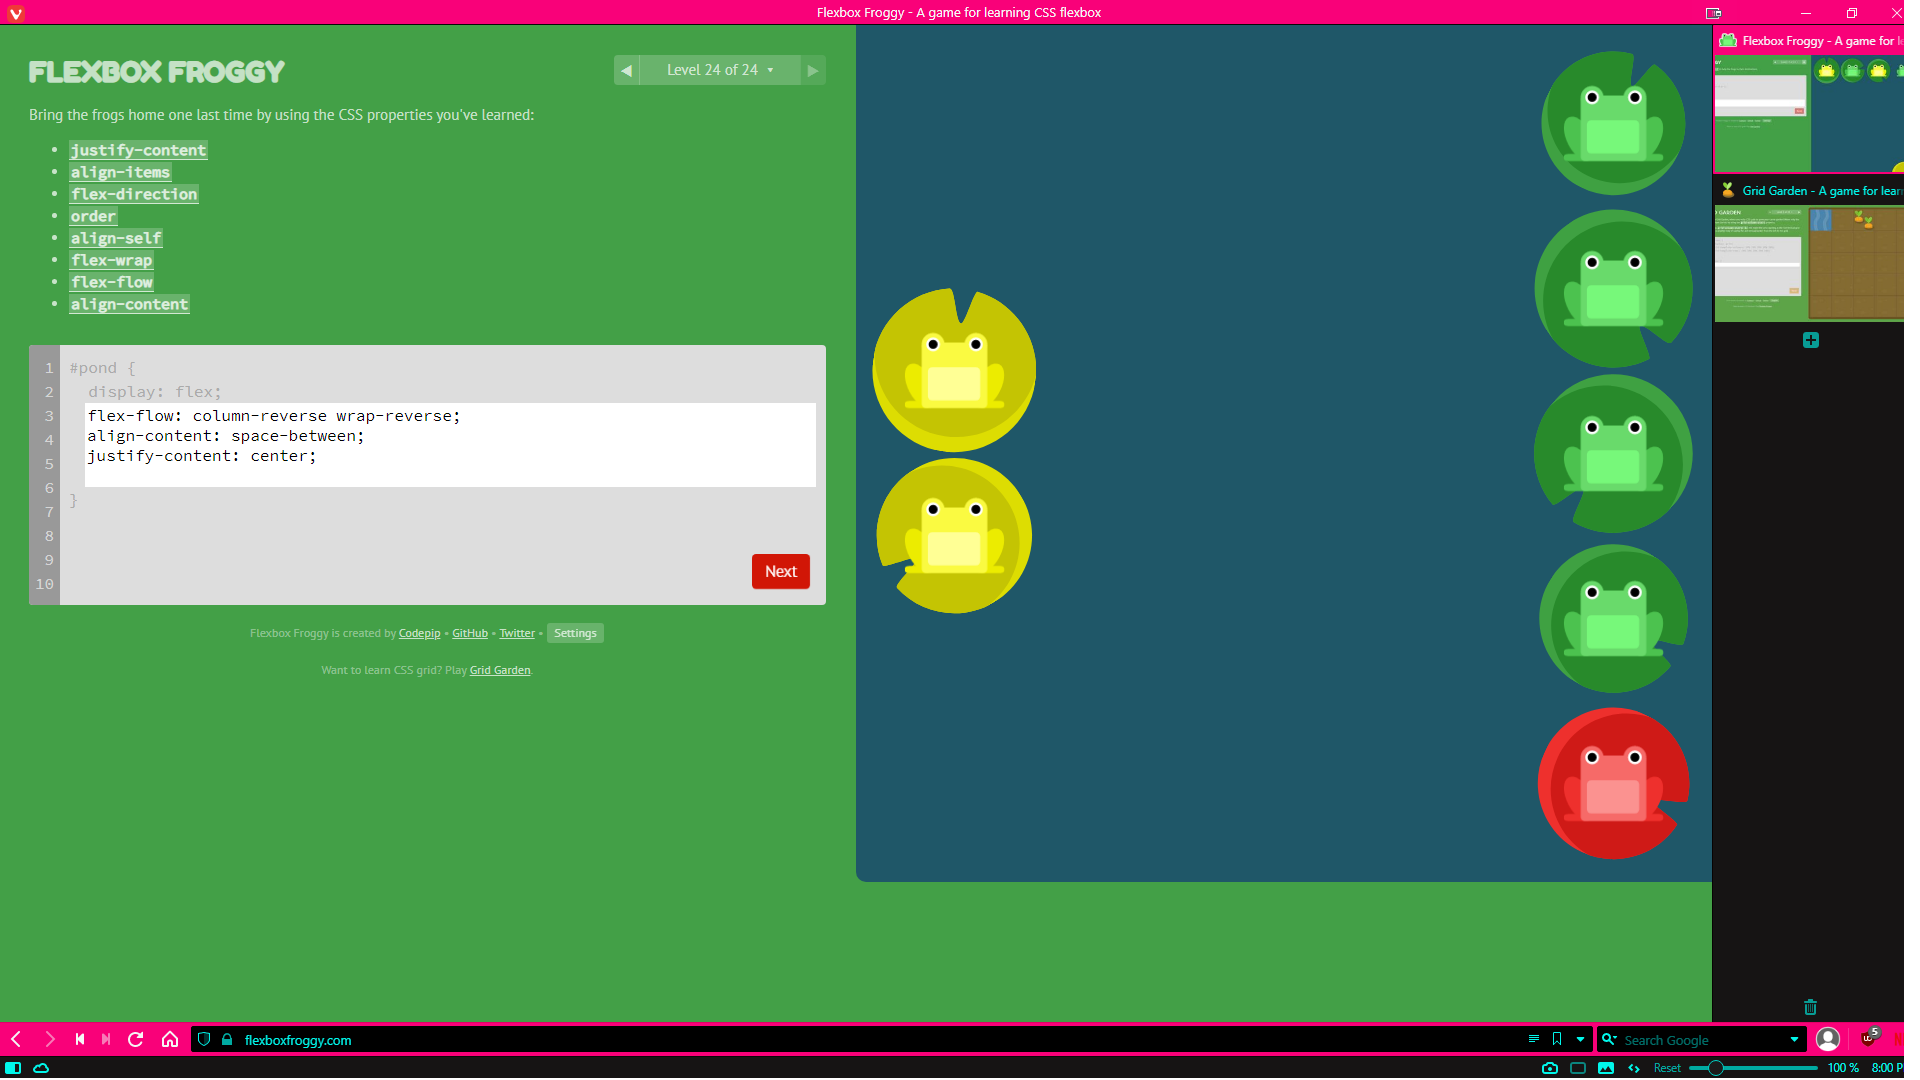 Flexbox Froggy - A game for learning CSS flexbox
FLEXBOX FROGGY
◀ Level 24 of 24 ▾ ▶
Bring the frogs home one last time by using the CSS properties you've learned:
• justify-content
• align-items
• flex-direction
• order
• align-self
• flex-wrap
• flex-flow
• align-content
1 #pond {
2 display: flex;
3 flex-flow: column-reverse wrap-reverse;
4 align-content: space-between;
5 justify-content: center;
6 }
7
8
9
10
Next
Flexbox Froggy is created by Codepip • GitHub • Twitter • Settings
Want to learn CSS grid? Play Grid Garden.
Flexbox Froggy - A game for l
Grid Garden - A game for lear
flexboxfroggy.com
Search Google
5
Reset
100 %
8:00 P